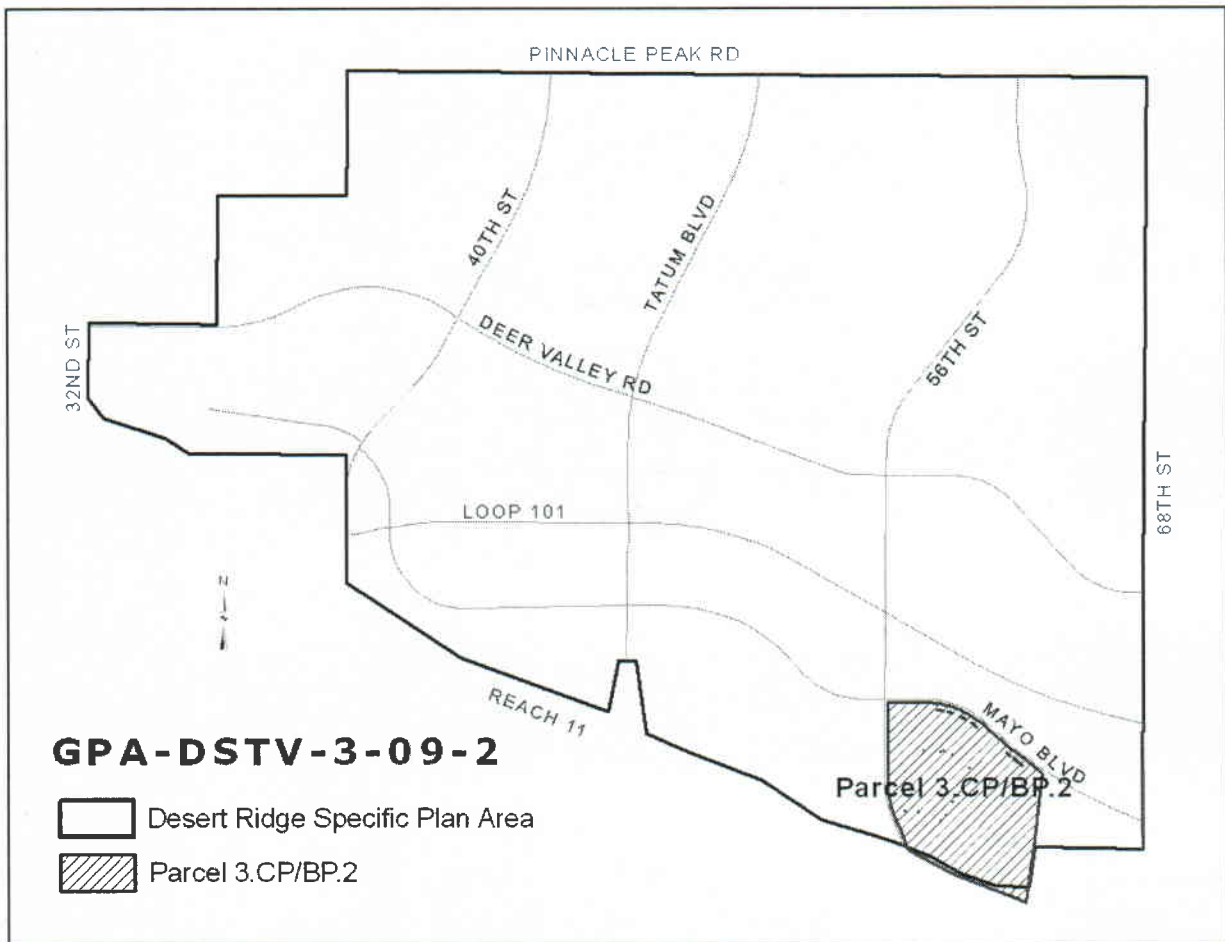 PINNACLE PEAK RD
40TH ST
TATUM BLVD
32ND ST
DEER VALLEY RD
56TH ST
68TH ST
LOOP 101
N
REACH 11
MAYO BLVD
Parcel 3.CP/BP.2
GPA-DSTV-3-09-2
Desert Ridge Specific Plan Area
Parcel 3.CP/BP.2